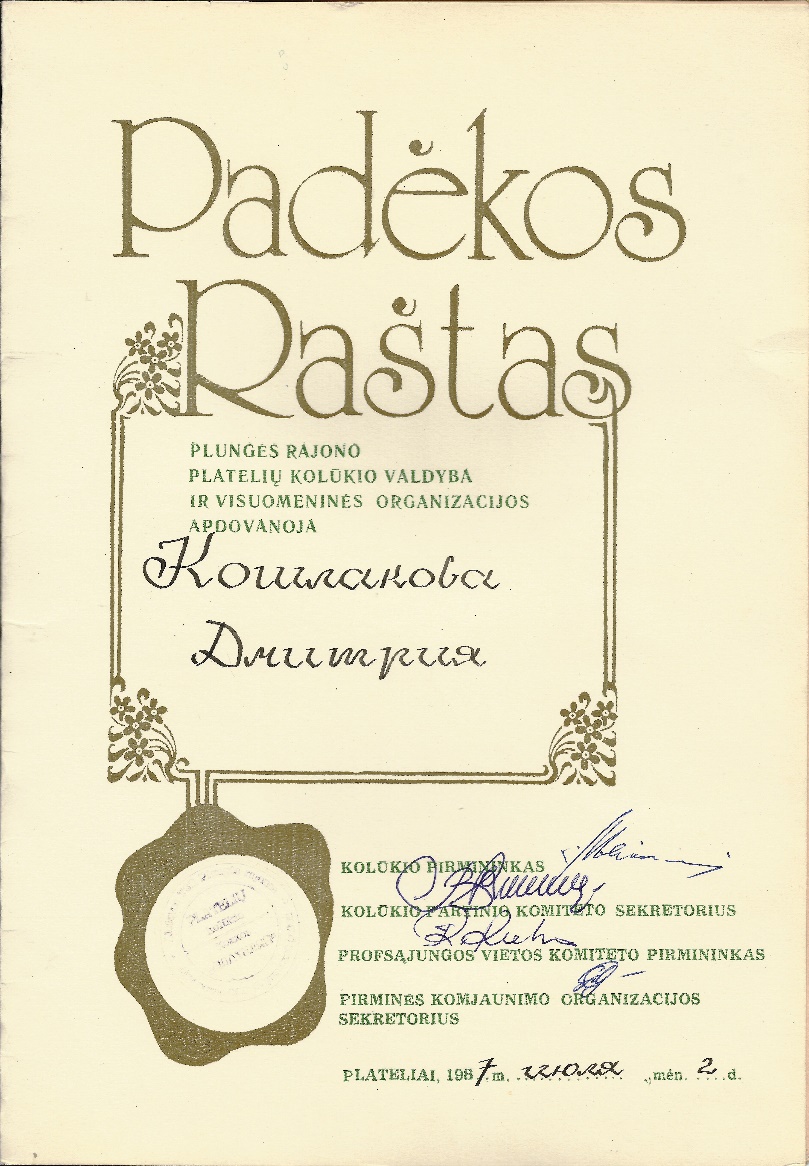 Padėkos
Raštas
PLUNGĖS RAJONO
PLATELIŲ KOLŪKIO VALDYBA
IR VISUOMENINĖS ORGANIZACIJOS
APDOVANOJA
Кошлакова
Дмитрия
KOLŪKIO PIRMININKAS
KOLŪKIO PARTINIO KOMITETO SEKRETORIUS
PROFSĄJUNGOS VIETOS KOMITETO PIRMININKAS
PIRMINĖS KOMJAUNIMO ORGANIZACIJOS
SEKRETORIUS
PLATELIAI, 1987 m. июля mėn. 2 d.